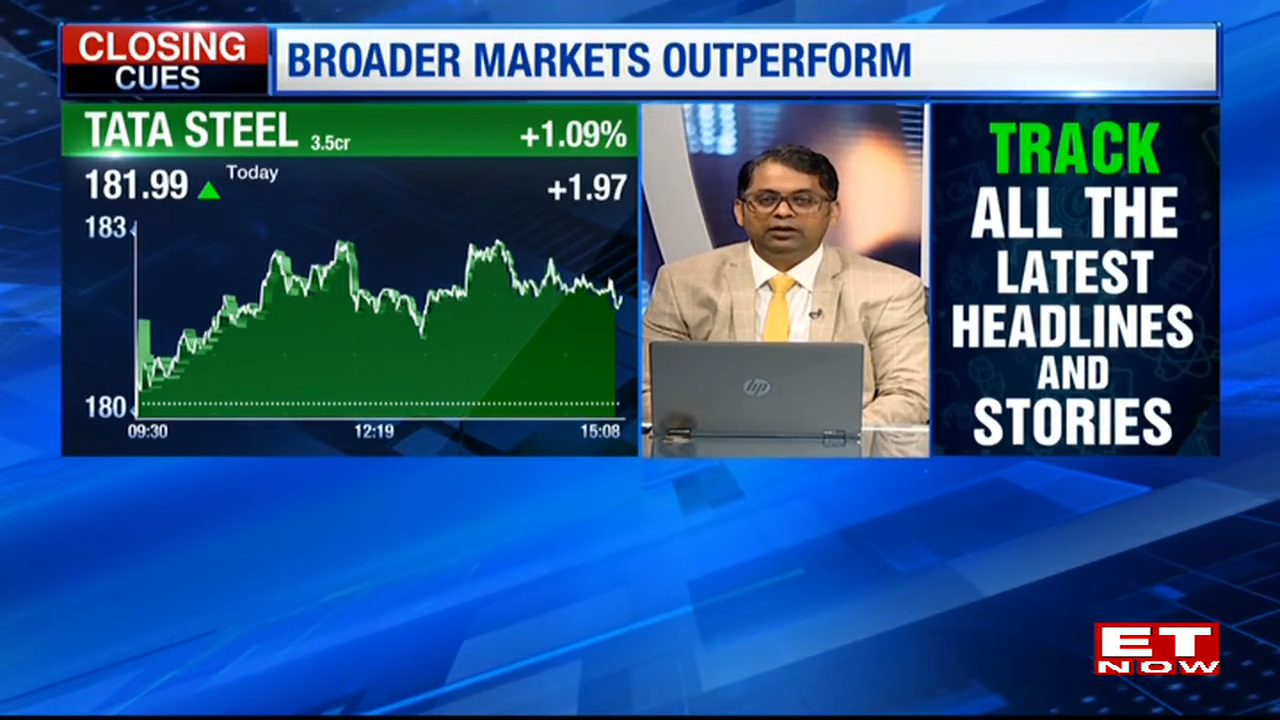 CLOSING
CUES
BROADER MARKETS OUTPERFORM
TATA STEEL 3.5cr +1.09%
181.99 Today +1.97
183
180
09:30 12:19 15:08
hp
TRACK
ALL THE
LATEST
HEADLINES
AND
STORIES
ET
NOW